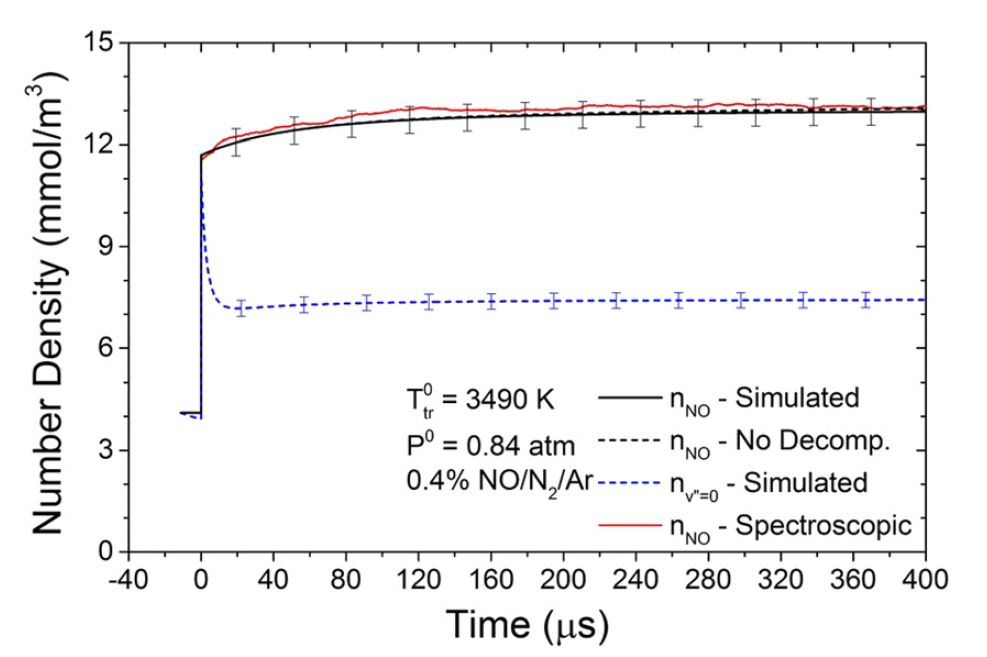 15
12
9
6
3
0
Number Density (mmol/m³)
T⁰tr = 3490 K
P⁰ = 0.84 atm
0.4% NO/N₂/Ar
nNO - Simulated
nNO - No Decomp.
nv"=0 - Simulated
nNO - Spectroscopic
-40 0 40 80 120 160 200 240 280 320 360 400
Time (μs)